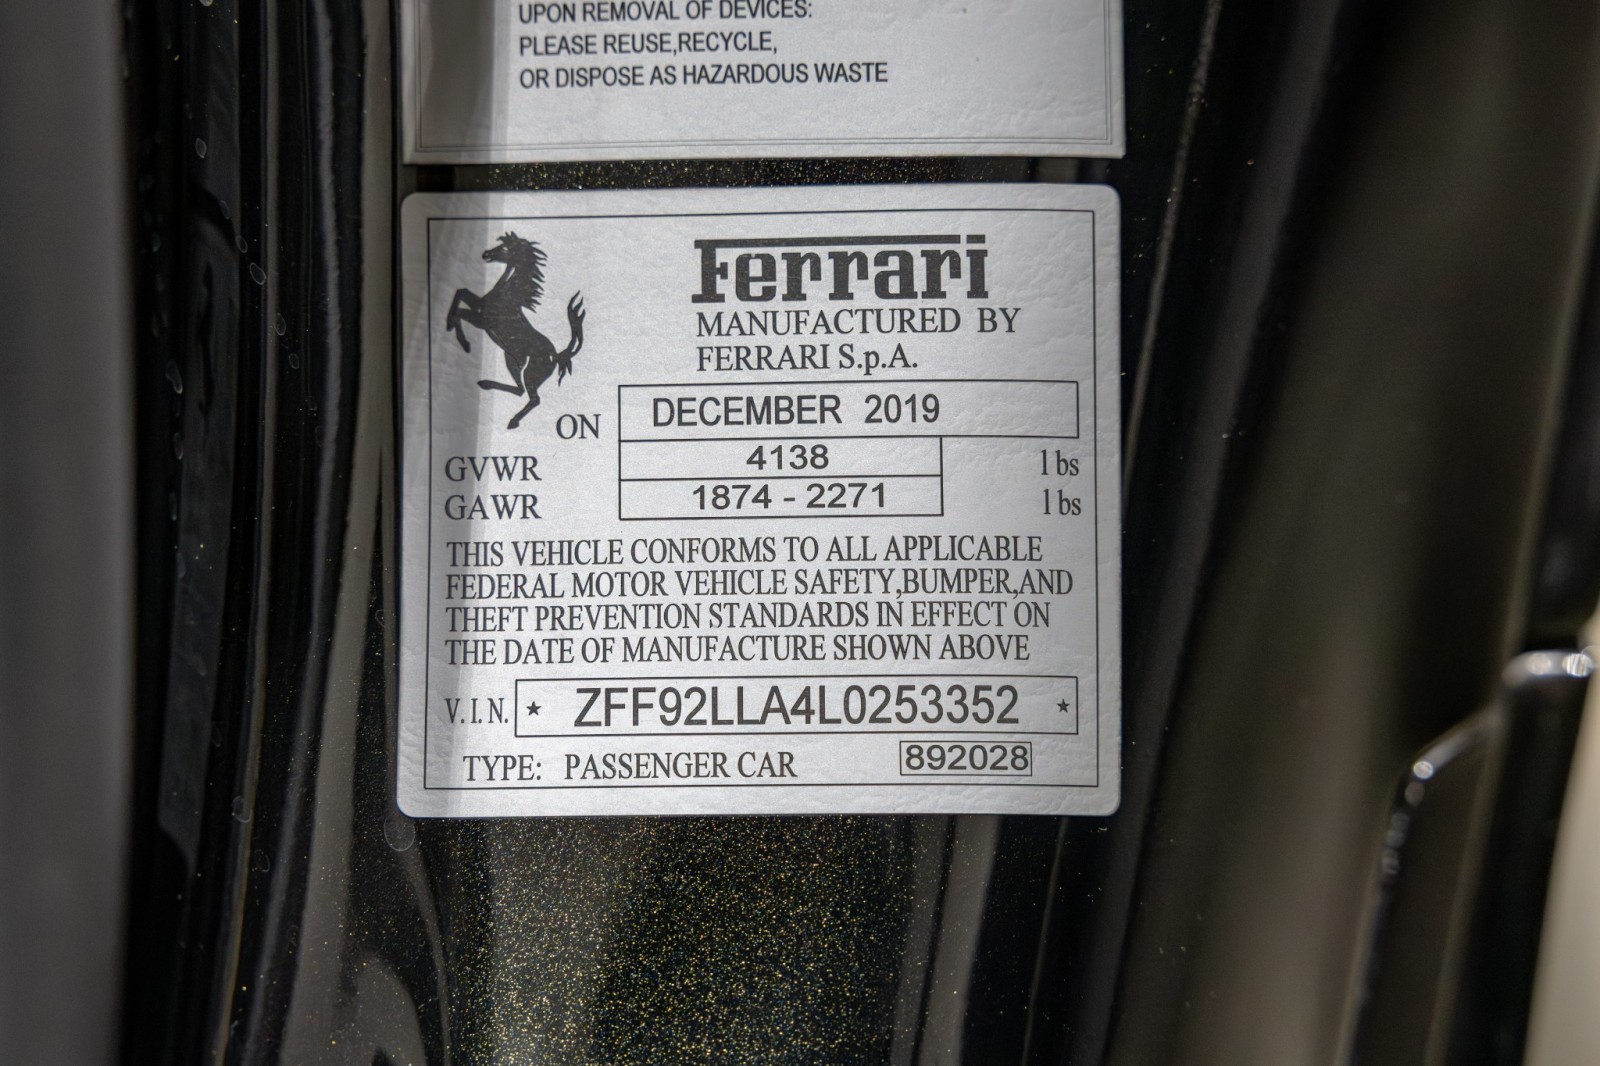 UPON REMOVAL OF DEVICES:
PLEASE REUSE,RECYCLE,
OR DISPOSE AS HAZARDOUS WASTE
Ferrari
MANUFACTURED BY
FERRARI S.p.A.
ON DECEMBER 2019
GVWR 4138 lbs
GAWR 1874 - 2271 lbs
THIS VEHICLE CONFORMS TO ALL APPLICABLE
FEDERAL MOTOR VEHICLE SAFETY,BUMPER,AND
THEFT PREVENTION STANDARDS IN EFFECT ON
THE DATE OF MANUFACTURE SHOWN ABOVE
V.I.N. ★ ZFF92LLA4L0253352 ★
TYPE: PASSENGER CAR 892028